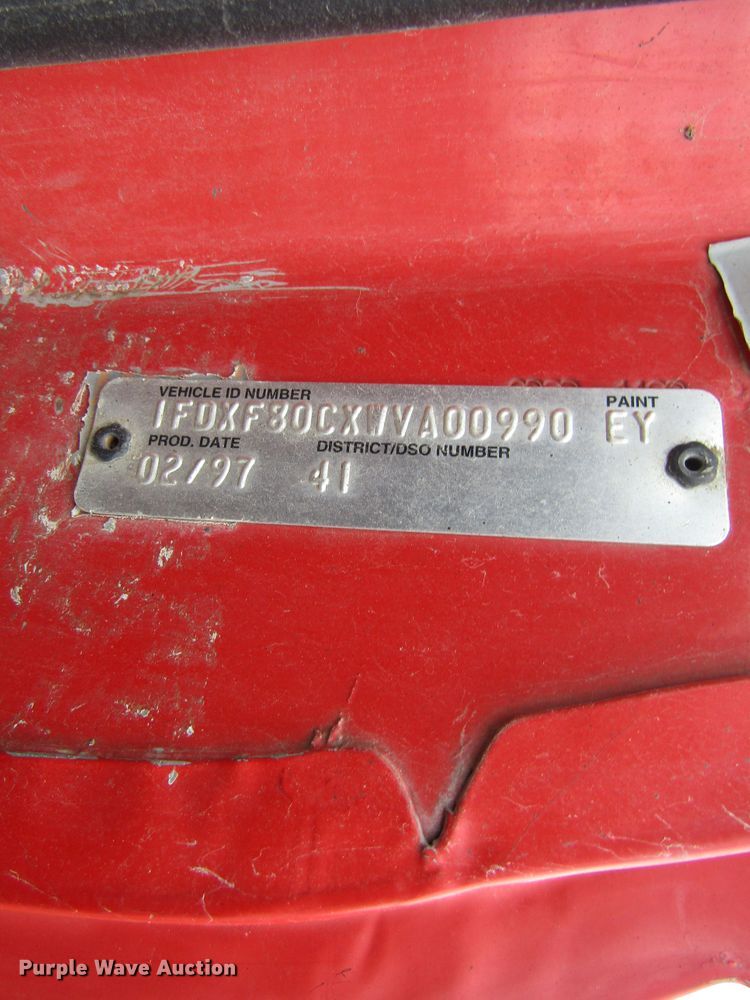 VEHICLE ID NUMBER
1FDXF80CXWVA00990
PAINT
EY
PROD. DATE
02/97
DISTRICT/DSO NUMBER
41
Purple Wave Auction